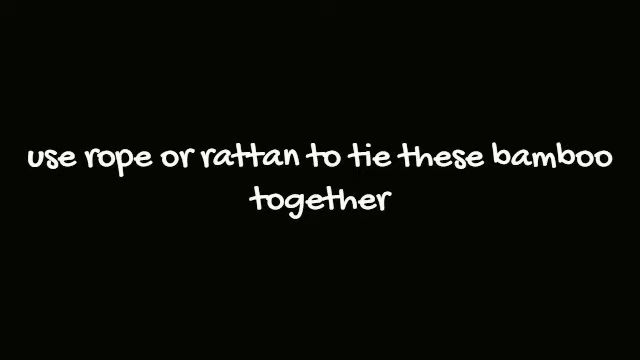 use rope or rattan to tie these bamboo
together